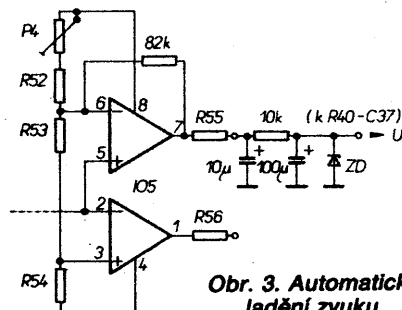 P4
82k
R52
6
8
R55
10k
(k R40-C37)
R53
7
U
5
10μ
+
100μ
+
ZD
IO5
2
1
R56
3
4
R54
Obr. 3. Automatick
ladění zvuku